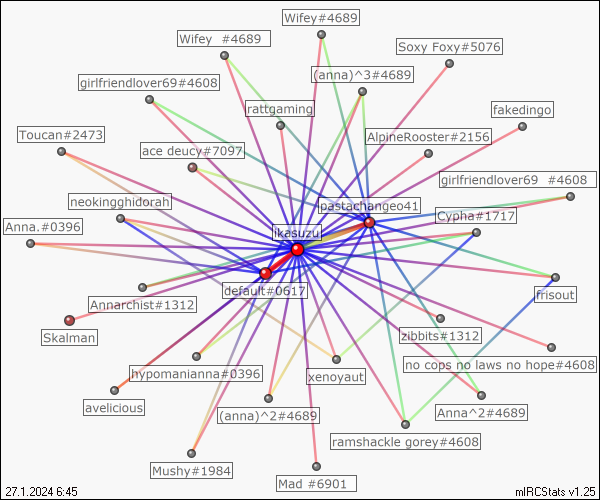 Wifey #4689
Wifey  #4689
Soxy Foxy#5076
(anna)^3#4689
girlfriendlover69#4608
rattgaming
fakedingo
Toucan#2473
AlpineRooster#2156
ace deucy#7097
girlfriendlover69  #4608
neokingghidorah
pastachangeo41
Cypha#1717
Anna.#0396
ikasuzu
default#0617
frisout
Annarchist#1312
Skalman
zibbits#1312
no cops no laws no hope#4608
hypomanianna#0396
xenoyaut
avelicious
(anna)^2#4689
Anna^2#4689
ramshackle gorey#4608
Mushy#1984
Mad #6901
27.1.2024 6:45
mIRCStats v1.25